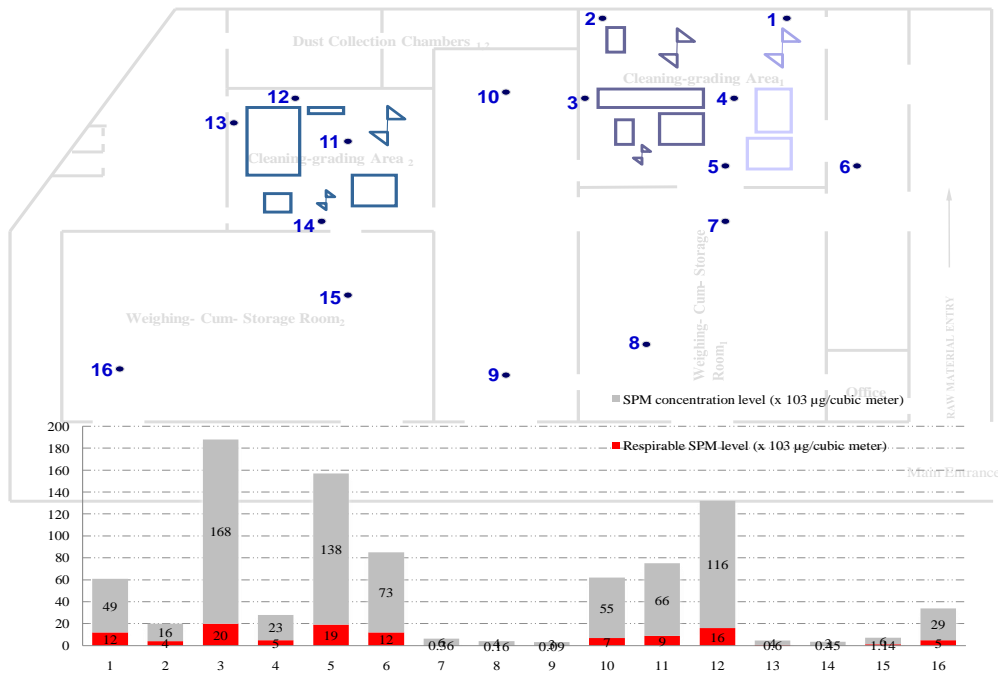 2
1
Dust Collection Chambers 1,2
Cleaning-grading Area1
12
10
3
4
13
11
Cleaning-grading Area 2
5
6
14
7
15
Weighing- Cum- Storage Room2
Weighing- Cum- Storage
Room1
8
16
9
Office
RAW MATERIAL ENTRY
SPM concentration level (x 103 µg/cubic meter)
Respirable SPM level (x 103 µg/cubic meter)
Main Entrance
200
180
160
140
120
100
80
60
40
20
0
49 16 168 23 138 73 6 4 3 55 66 116 4 3 6 29
12 4 20 5 19 12 0.36 0.16 0.09 7 9 16 0.6 0.45 1.14 5
1 2 3 4 5 6 7 8 9 10 11 12 13 14 15 16